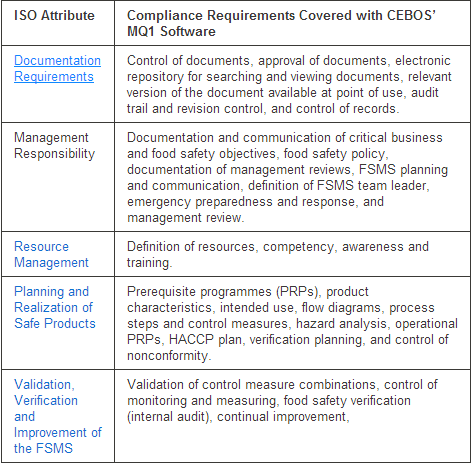 ISO Attribute
Compliance Requirements Covered with CEBOS'
MQ1 Software
Documentation
Requirements
Control of documents, approval of documents, electronic
repository for searching and viewing documents, relevant
version of the document available at point of use, audit
trail and revision control, and control of records.
Management
Responsibility
Documentation and communication of critical business
and food safety objectives, food safety policy,
documentation of management reviews, FSMS planning
and communication, definition of FSMS team leader,
emergency preparedness and response, and
management review.
Resource
Management
Definition of resources, competency, awareness and
training.
Planning and
Realization of
Safe Products
Prerequisite programmes (PRPs), product
characteristics, intended use, flow diagrams, process
steps and control measures, hazard analysis, operational
PRPs, HACCP plan, verification planning, and control of
nonconformity.
Validation,
Verification
and
Improvement of
the FSMS
Validation of control measure combinations, control of
monitoring and measuring, food safety verification
(internal audit), continual improvement,